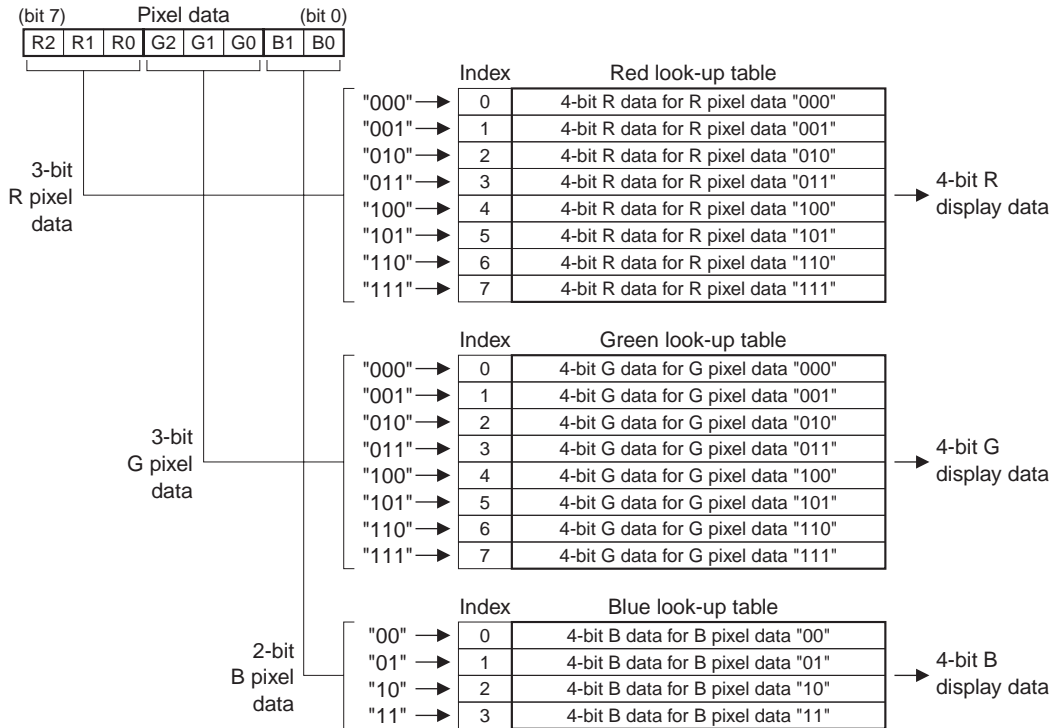 (bit 7) Pixel data (bit 0)
R2 R1 R0 G2 G1 G0 B1 B0
3-bit
R pixel
data
Index Red look-up table
"000" 0 4-bit R data for R pixel data "000"
"001" 1 4-bit R data for R pixel data "001"
"010" 2 4-bit R data for R pixel data "010"
"011" 3 4-bit R data for R pixel data "011"
"100" 4 4-bit R data for R pixel data "100"
"101" 5 4-bit R data for R pixel data "101"
"110" 6 4-bit R data for R pixel data "110"
"111" 7 4-bit R data for R pixel data "111"
4-bit R
display data
3-bit
G pixel
data
Index Green look-up table
"000" 0 4-bit G data for G pixel data "000"
"001" 1 4-bit G data for G pixel data "001"
"010" 2 4-bit G data for G pixel data "010"
"011" 3 4-bit G data for G pixel data "011"
"100" 4 4-bit G data for G pixel data "100"
"101" 5 4-bit G data for G pixel data "101"
"110" 6 4-bit G data for G pixel data "110"
"111" 7 4-bit G data for G pixel data "111"
4-bit G
display data
2-bit
B pixel
data
Index Blue look-up table
"00" 0 4-bit B data for B pixel data "00"
"01" 1 4-bit B data for B pixel data "01"
"10" 2 4-bit B data for B pixel data "10"
"11" 3 4-bit B data for B pixel data "11"
4-bit B
display data